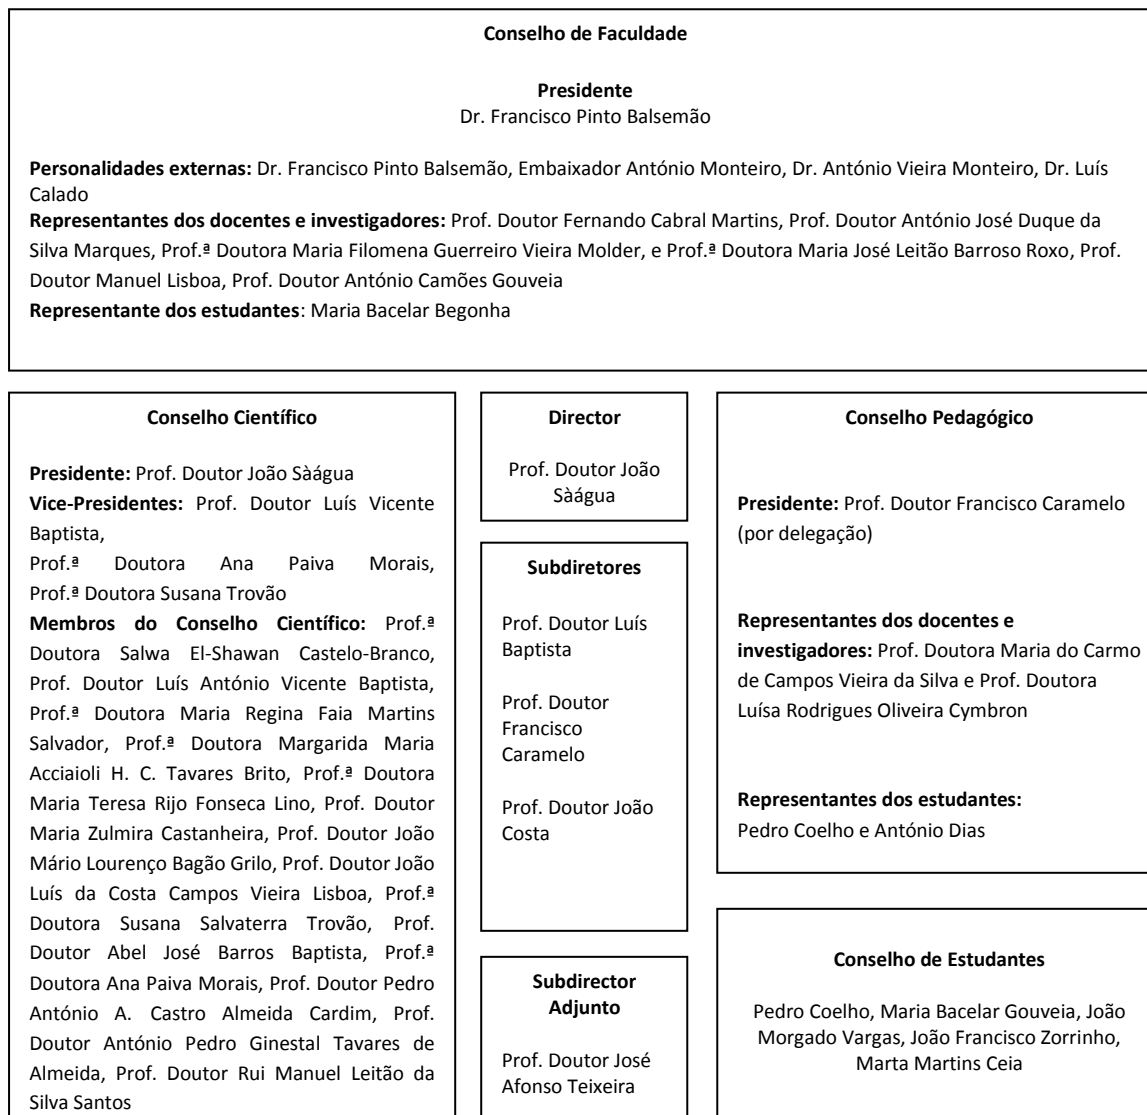 Conselho de Faculdade
Presidente
Dr. Francisco Pinto Balsemão
Personalidades externas: Dr. Francisco Pinto Balsemão, Embaixador António Monteiro, Dr. António Vieira Monteiro, Dr. Luís
Calado
Representantes dos docentes e investigadores: Prof. Doutor Fernando Cabral Martins, Prof. Doutor António José Duque da
Silva Marques, Prof.ª Doutora Maria Filomena Guerreiro Vieira Molder, e Prof.ª Doutora Maria José Leitão Barroso Roxo, Prof.
Doutor Manuel Lisboa, Prof. Doutor António Camões Gouveia
Representante dos estudantes: Maria Bacelar Begonha
Conselho Científico
Presidente: Prof. Doutor João Sàágua
Vice-Presidentes: Prof. Doutor Luís Vicente
Baptista,
Prof.ª Doutora Ana Paiva Morais,
Prof.ª Doutora Susana Trovão
Membros do Conselho Científico: Prof.ª
Doutora Salwa El-Shawan Castelo-Branco,
Prof. Doutor Luís António Vicente Baptista,
Prof.ª Doutora Maria Regina Faia Martins
Salvador, Prof.ª Doutora Margarida Maria
Acciaioli H. C. Tavares Brito, Prof.ª Doutora
Maria Teresa Rijo Fonseca Lino, Prof. Doutor
Maria Zulmira Castanheira, Prof. Doutor João
Mário Lourenço Bagão Grilo, Prof. Doutor João
Luís da Costa Campos Vieira Lisboa, Prof.ª
Doutora Susana Salvaterra Trovão, Prof.
Doutor Abel José Barros Baptista, Prof.ª
Doutora Ana Paiva Morais, Prof. Doutor Pedro
António A. Castro Almeida Cardim, Prof.
Doutor António Pedro Ginestal Tavares de
Almeida, Prof. Doutor Rui Manuel Leitão da
Silva Santos
Director
Prof. Doutor João
Sàágua
Subdiretores
Prof. Doutor Luís
Baptista
Prof. Doutor
Francisco
Caramelo
Prof. Doutor João
Costa
Subdirector
Adjunto
Prof. Doutor José
Afonso Teixeira
Conselho Pedagógico
Presidente: Prof. Doutor Francisco Caramelo
(por delegação)
Representantes dos docentes e
investigadores: Prof. Doutora Maria do Carmo
de Campos Vieira da Silva e Prof. Doutora
Luísa Rodrigues Oliveira Cymbron
Representantes dos estudantes:
Pedro Coelho e António Dias
Conselho de Estudantes
Pedro Coelho, Maria Bacelar Gouveia, João
Morgado Vargas, João Francisco Zorrinho,
Marta Martins Ceia